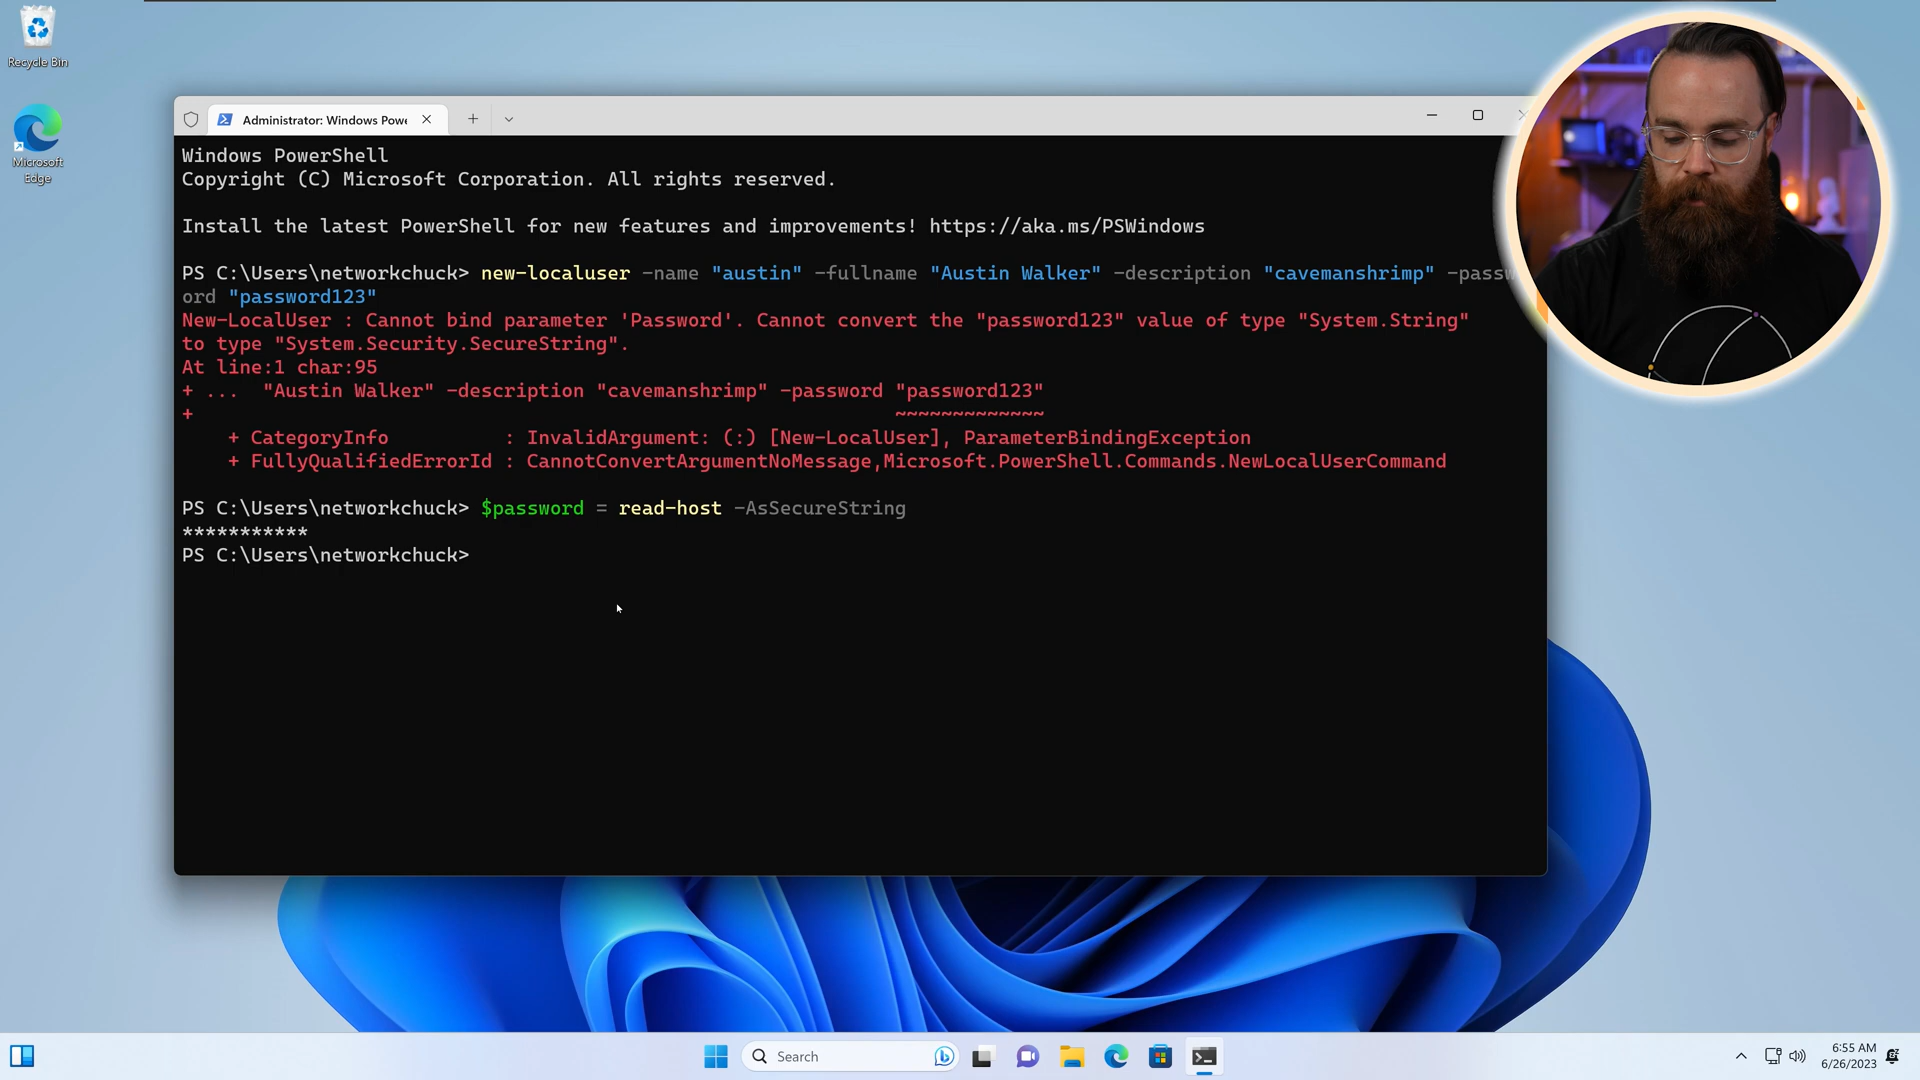 Recycle Bin
Microsoft
Edge
Administrator: Windows Powe
Windows PowerShell
Copyright (C) Microsoft Corporation. All rights reserved.
Install the latest PowerShell for new features and improvements! https://aka.ms/PSWindows
PS C:\Users\networkchuck> new-localuser -name "austin" -fullname "Austin Walker" -description "cavemanshrimp" -passw
ord "password123"
New-LocalUser : Cannot bind parameter 'Password'. Cannot convert the "password123" value of type "System.String"
to type "System.Security.SecureString".
At line:1 char:95
+ ...  "Austin Walker" -description "cavemanshrimp" -password "password123"
+                                                             ~~~~~~~~~~~~~
    + CategoryInfo          : InvalidArgument: (:) [New-LocalUser], ParameterBindingException
    + FullyQualifiedErrorId : CannotConvertArgumentNoMessage,Microsoft.PowerShell.Commands.NewLocalUserCommand
PS C:\Users\networkchuck> $password = read-host -AsSecureString
***********
PS C:\Users\networkchuck>
Search
6:55 AM
6/26/2023